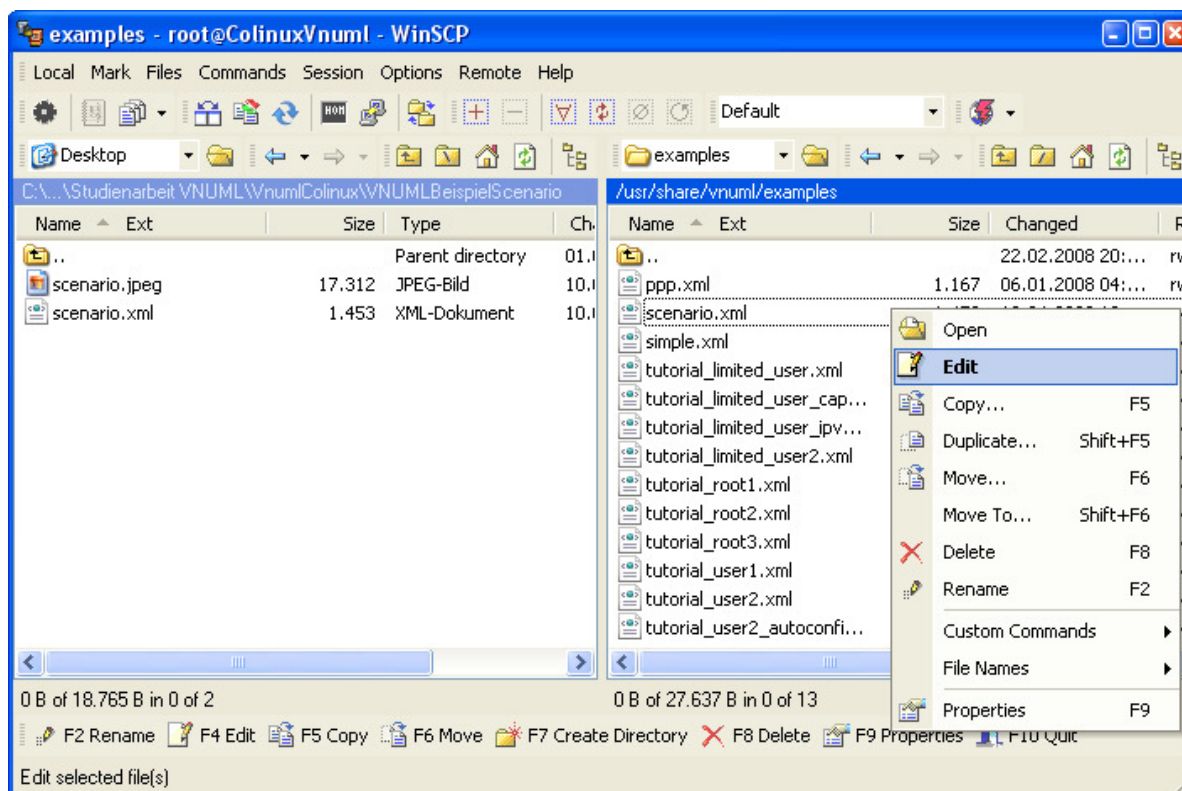 examples - root@ColinuxVnuml - WinSCP
Local Mark Files Commands Session Options Remote Help
Default
Desktop
examples
C:\...\Studienarbeit VNUML\VnumlColinux\VNUMLBeispielScenario
/usr/share/vnuml/examples
Name Ext Size Type
Name Ext Size Changed
.. Parent directory 01.
.. 22.02.2008 20:...
scenario.jpeg 17.312 JPEG-Bild 10.
ppp.xml 1.167 06.01.2008 04:...
scenario.xml 1.453 XML-Dokument 10.
scenario.xml
simple.xml
tutorial_limited_user.xml
tutorial_limited_user_cap...
tutorial_limited_user_ipv...
tutorial_limited_user2.xml
tutorial_root1.xml
tutorial_root2.xml
tutorial_root3.xml
tutorial_user1.xml
tutorial_user2.xml
tutorial_user2_autoconfi...
Open
Edit
Copy... F5
Duplicate... Shift+F5
Move... F6
Move To... Shift+F6
Delete F8
Rename F2
Custom Commands
File Names
Properties F9
0 B of 18.765 B in 0 of 2
0 B of 27.637 B in 0 of 13
F2 Rename F4 Edit F5 Copy F6 Move F7 Create Directory F8 Delete F9 Properties F10 Quit
Edit selected file(s)